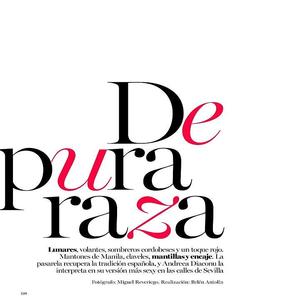 De
pura
raza
Lunares, volantes, sombreros cordobeses y un toque rojo.
Mantones de Manila, claveles, mantillas y encaje. La
pasarela recupera la tradición española, y Andreea Diaconu la
interpreta en su versión más sexy en las calles de Sevilla
Fotógrafo: Miguel Reveriego. Realización: Belén Antolín